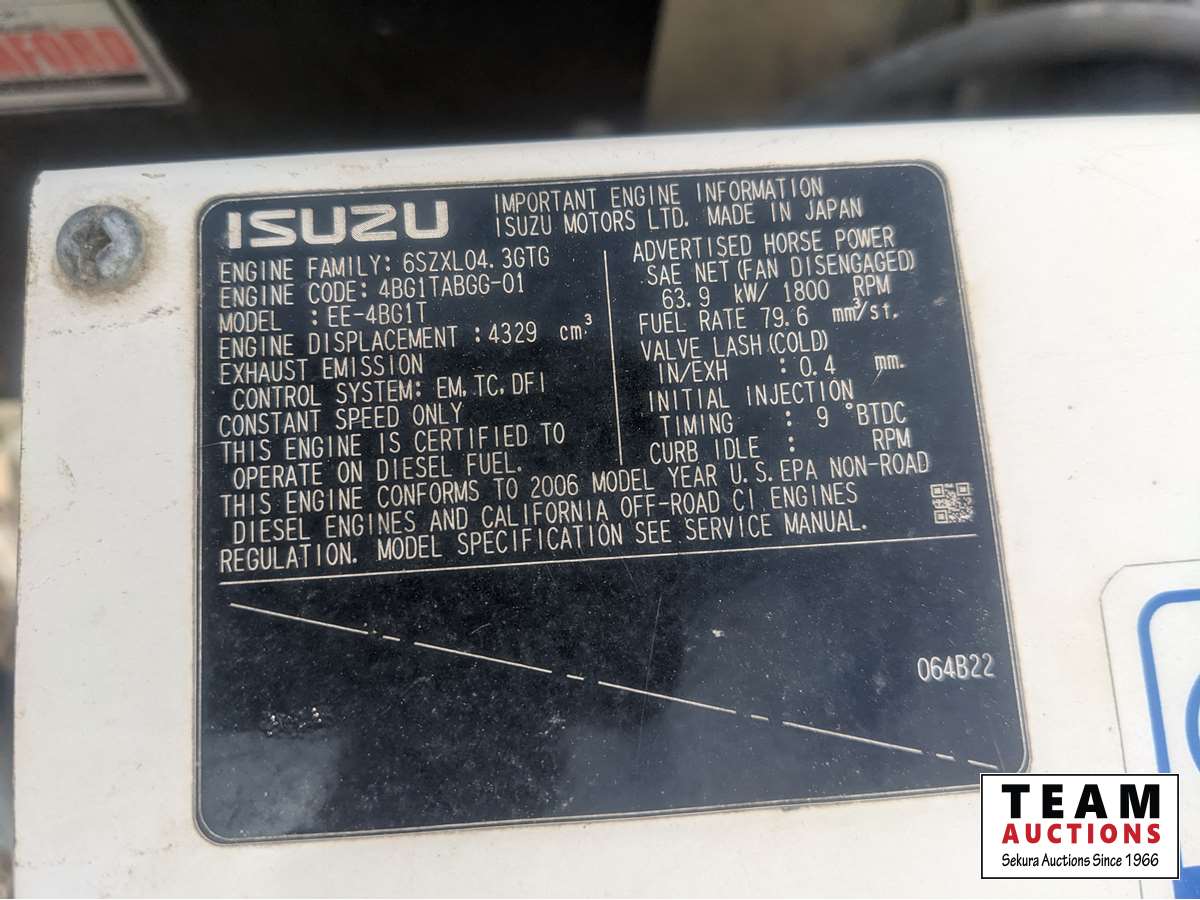 ISUZU
IMPORTANT ENGINE INFORMATION
ISUZU MOTORS LTD. MADE IN JAPAN
ENGINE FAMILY: 6SZXL04.3GTG
ENGINE CODE: 4BG1TABGG-01
MODEL : EE-4BG1T
ENGINE DISPLACEMENT :4329 cm³
EXHAUST EMISSION
CONTROL SYSTEM: EM, TC, DFI
CONSTANT SPEED ONLY
THIS ENGINE IS CERTIFIED TO
OPERATE ON DIESEL FUEL.
ADVERTISED HORSE POWER
SAE NET (FAN DISENGAGED)
63.9 kW/ 1800 RPM
FUEL RATE 79.6 mm³/st.
VALVE LASH (COLD)
IN/EXH : 0.4 mm.
INITIAL INJECTION
TIMING : 9 °BTDC
CURB IDLE : RPM
THIS ENGINE CONFORMS TO 2006 MODEL YEAR U.S. EPA NON-ROAD
DIESEL ENGINES AND CALIFORNIA OFF-ROAD CI ENGINES
REGULATION. MODEL SPECIFICATION SEE SERVICE MANUAL.
064B22
TEAM
AUCTIONS
Sekura Auctions Since 1966